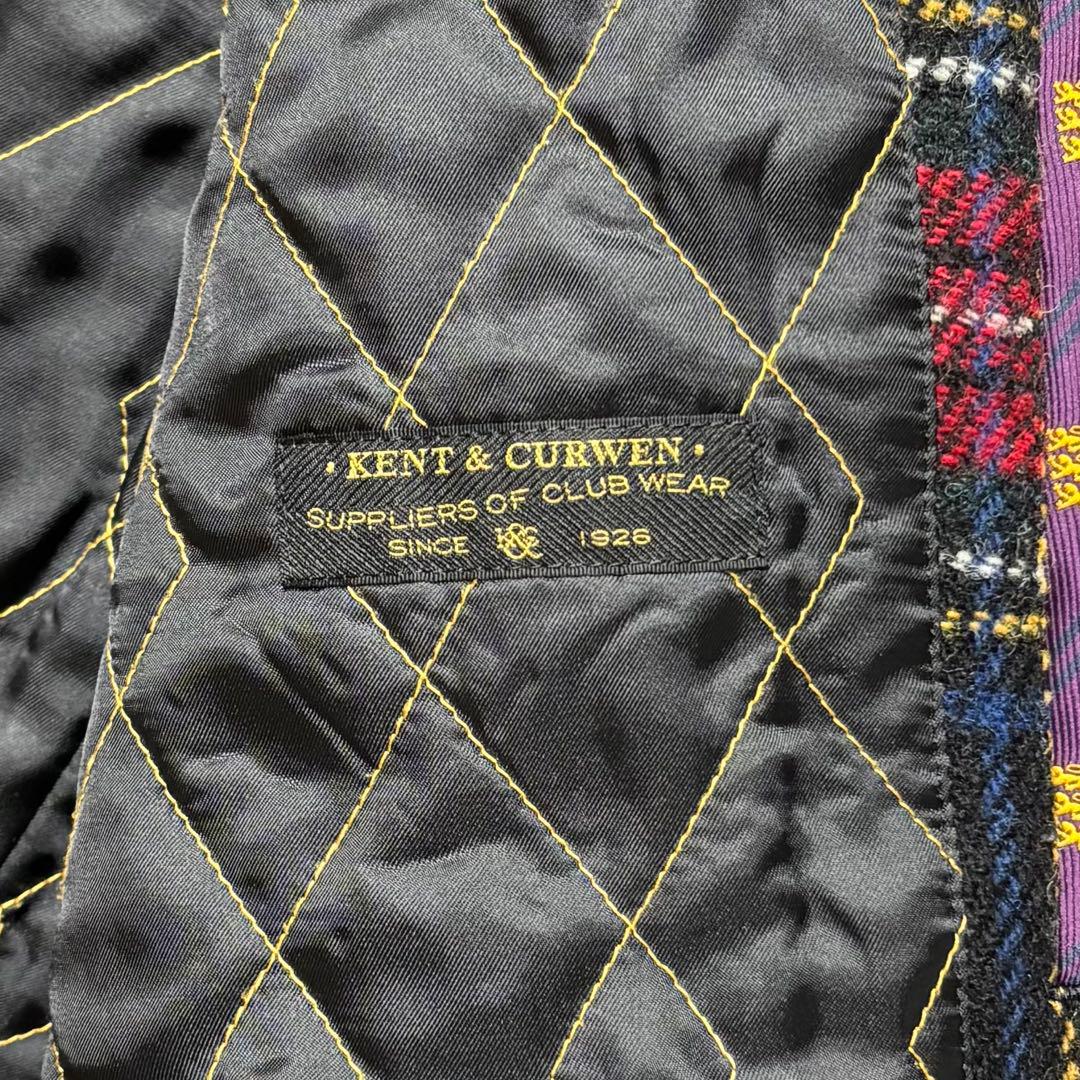 · KENT & CURWEN ·
SUPPLIERS OF CLUB WEAR
SINCE K&C 1926